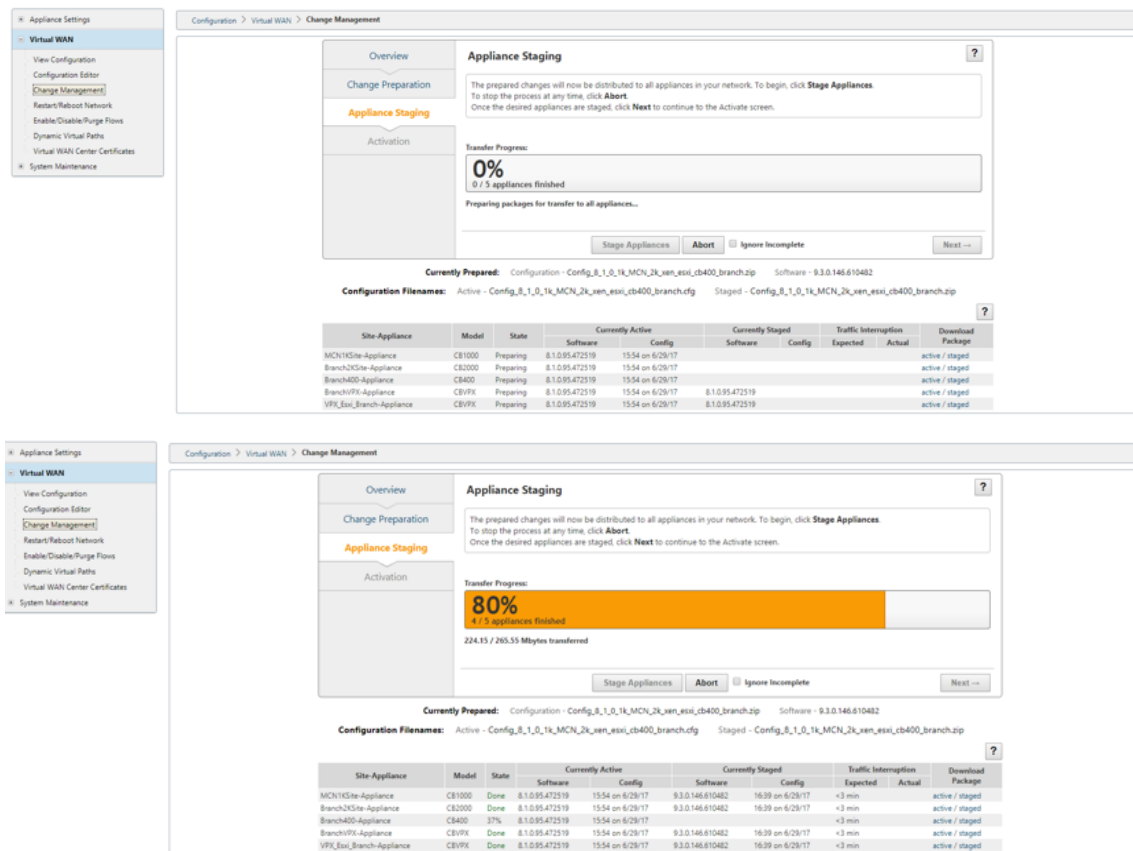 Appliance Settings
Virtual WAN
View Configuration
Configuration Editor
Change Management
Restart/Reboot Network
Enable/Disable/Purge Flows
Dynamic Virtual Paths
Virtual WAN Center Certificates
System Maintenance
Configuration > Virtual WAN > Change Management
Overview
Change Preparation
Appliance Staging
Activation
Appliance Staging
?
The prepared changes will now be distributed to all appliances in your network. To begin, click Stage Appliances.
To stop the process at any time, click Abort.
Once the desired appliances are staged, click Next to continue to the Activate screen.
Transfer Progress:
0%
0 / 5 appliances finished
Preparing packages for transfer to all appliances...
Stage Appliances Abort Ignore Incomplete Next →
Currently Prepared: Configuration - Config_8_1_0_1k_MCN_2k_xen_esxi_cb400_branch.zip Software - 9.3.0.146.610482
Configuration Filenames: Active - Config_8_1_0_1k_MCN_2k_xen_esxi_cb400_branch.cfg Staged - Config_8_1_0_1k_MCN_2k_xen_esxi_cb400_branch.zip
?
Site-Appliance Model State Currently Active Currently Staged Traffic Interruption Download Package
Software Config Software Config Expected Actual
MCN1KSite-Appliance CB1000 Preparing 8.1.0.95.472519 15:54 on 6/29/17 active / staged
Branch2KSite-Appliance CB2000 Preparing 8.1.0.95.472519 15:54 on 6/29/17 active / staged
Branch400-Appliance CB400 Preparing 8.1.0.95.472519 15:54 on 6/29/17 active / staged
BranchVPX-Appliance CBVPX Preparing 8.1.0.95.472519 15:54 on 6/29/17 8.1.0.95.472519 active / staged
VPX_Esxi_Branch-Appliance CBVPX Preparing 8.1.0.95.472519 15:54 on 6/29/17 8.1.0.95.472519 active / staged
Appliance Settings
Virtual WAN
View Configuration
Configuration Editor
Change Management
Restart/Reboot Network
Enable/Disable/Purge Flows
Dynamic Virtual Paths
Virtual WAN Center Certificates
System Maintenance
Configuration > Virtual WAN > Change Management
Overview
Change Preparation
Appliance Staging
Activation
Appliance Staging
?
The prepared changes will now be distributed to all appliances in your network. To begin, click Stage Appliances.
To stop the process at any time, click Abort.
Once the desired appliances are staged, click Next to continue to the Activate screen.
Transfer Progress:
80%
4 / 5 appliances finished
224.15 / 265.55 Mbytes transferred
Stage Appliances Abort Ignore Incomplete Next →
Currently Prepared: Configuration - Config_8_1_0_1k_MCN_2k_xen_esxi_cb400_branch.zip Software - 9.3.0.146.610482
Configuration Filenames: Active - Config_8_1_0_1k_MCN_2k_xen_esxi_cb400_branch.cfg Staged - Config_8_1_0_1k_MCN_2k_xen_esxi_cb400_branch.zip
?
Site-Appliance Model State Currently Active Currently Staged Traffic Interruption Download Package
Software Config Software Config Expected Actual
MCN1KSite-Appliance CB1000 Done 8.1.0.95.472519 15:54 on 6/29/17 9.3.0.146.610482 16:39 on 6/29/17 <3 min active / staged
Branch2KSite-Appliance CB2000 Done 8.1.0.95.472519 15:54 on 6/29/17 9.3.0.146.610482 16:39 on 6/29/17 <3 min active / staged
Branch400-Appliance CB400 37% 8.1.0.95.472519 15:54 on 6/29/17 <3 min active / staged
BranchVPX-Appliance CBVPX Done 8.1.0.95.472519 15:54 on 6/29/17 9.3.0.146.610482 16:39 on 6/29/17 <3 min active / staged
VPX_Esxi_Branch-Appliance CBVPX Done 8.1.0.95.472519 15:54 on 6/29/17 9.3.0.146.610482 16:39 on 6/29/17 <3 min active / staged